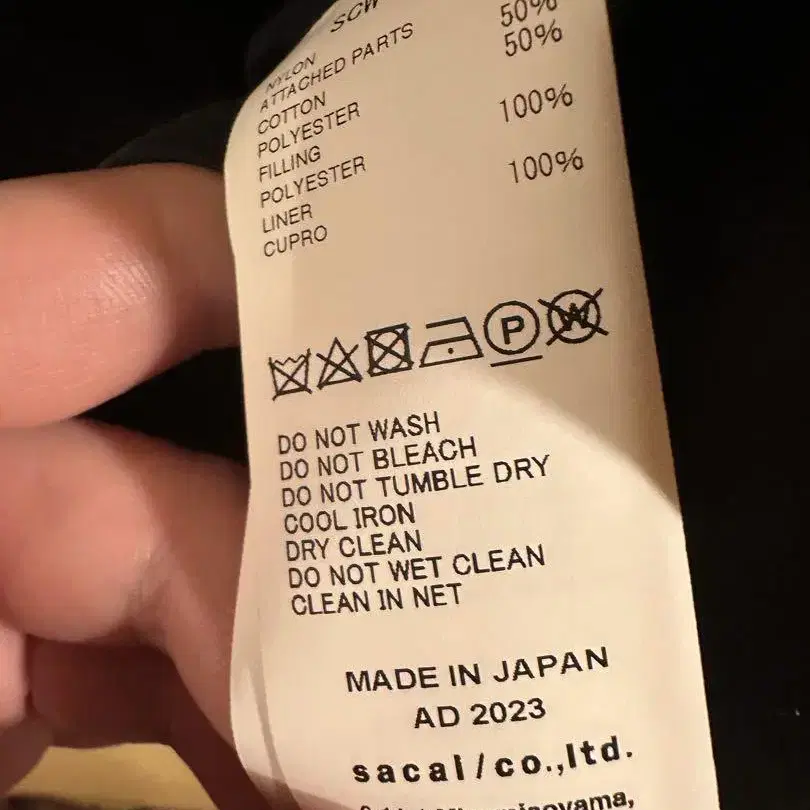 NYLON
ATTACHED PARTS
COTTON 50%
POLYESTER 50%
FILLING
POLYESTER 100%
LINER
CUPRO 100%
P W
DO NOT WASH
DO NOT BLEACH
DO NOT TUMBLE DRY
COOL IRON
DRY CLEAN
DO NOT WET CLEAN
CLEAN IN NET
MADE IN JAPAN
AD 2023
sacai/co.,ltd.